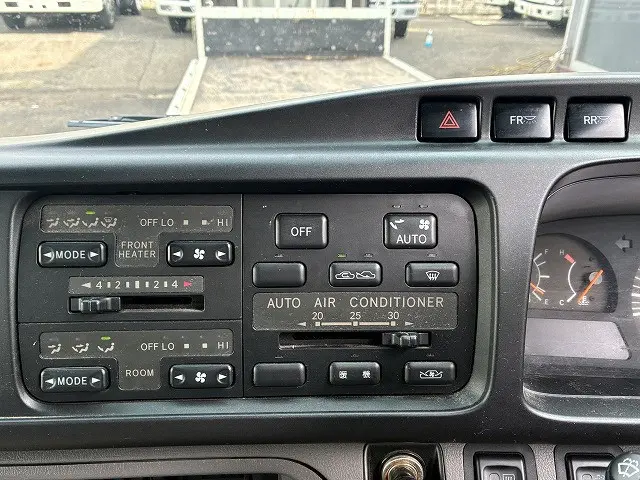 FR
RR
OFF LO HI
◀MODE▶
FRONT
HEATER
4 2 2 4
OFF LO HI
◀MODE▶
ROOM
OFF
AUTO
AUTO AIR CONDITIONER
20 25 30
F H
E C